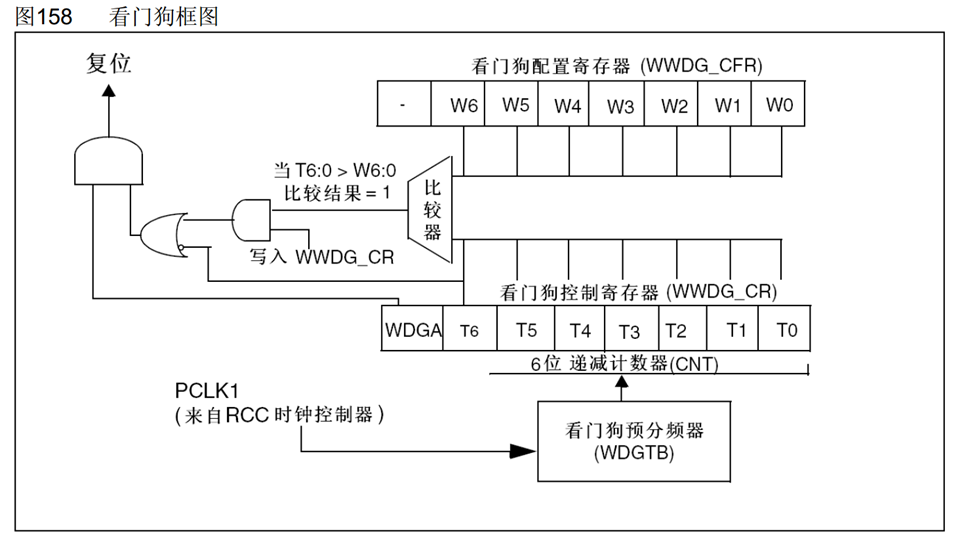 图158 看门狗框图
复位
看门狗配置寄存器 (WWDG_CFR)
- W6 W5 W4 W3 W2 W1 W0
当 T6:0 > W6:0
比较结果 = 1
比较器
写入 WWDG_CR
看门狗控制寄存器 (WWDG_CR)
WDGA T6 T5 T4 T3 T2 T1 T0
6位 递减计数器(CNT)
PCLK1
(来自RCC 时钟控制器)
看门狗预分频器
(WDGTB)